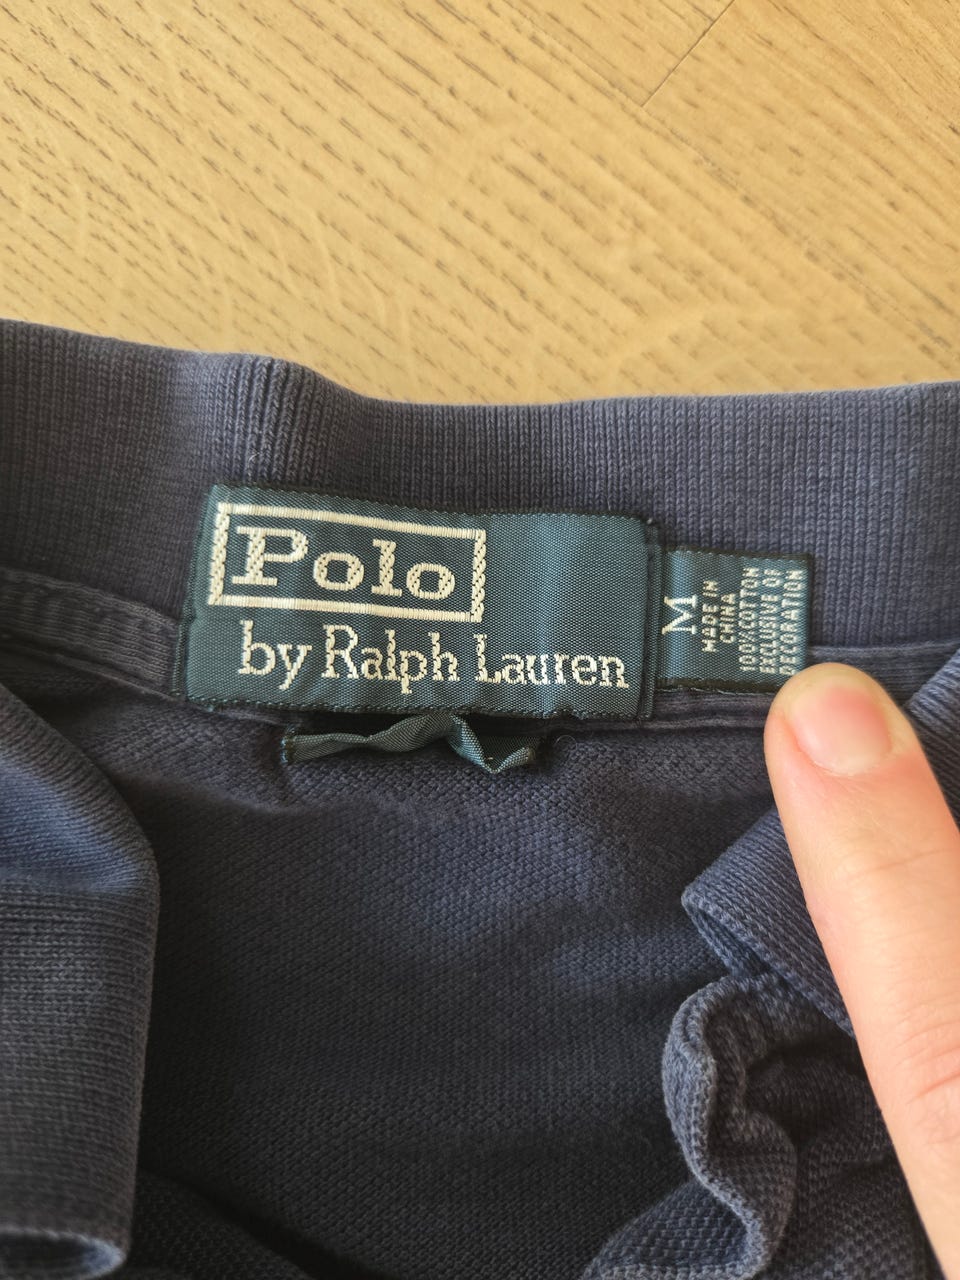 Polo
by Ralph Lauren
M
MADE IN
CHINA
100% COTTON
EXCLUSIVE OF
DECORATION